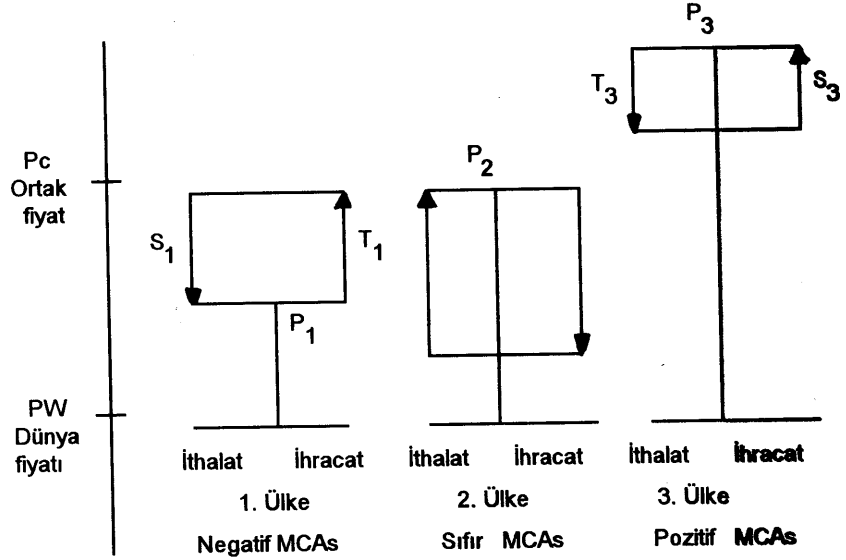 P3
T3
S3
Pc
Ortak
fiyat
P2
S1
T1
P1
PW
Dünya
fiyatı
İthalat İhracat
İthalat İhracat
İthalat İhracat
1. Ülke
2. Ülke
3. Ülke
Negatif MCAs
Sıfır MCAs
Pozitif MCAs